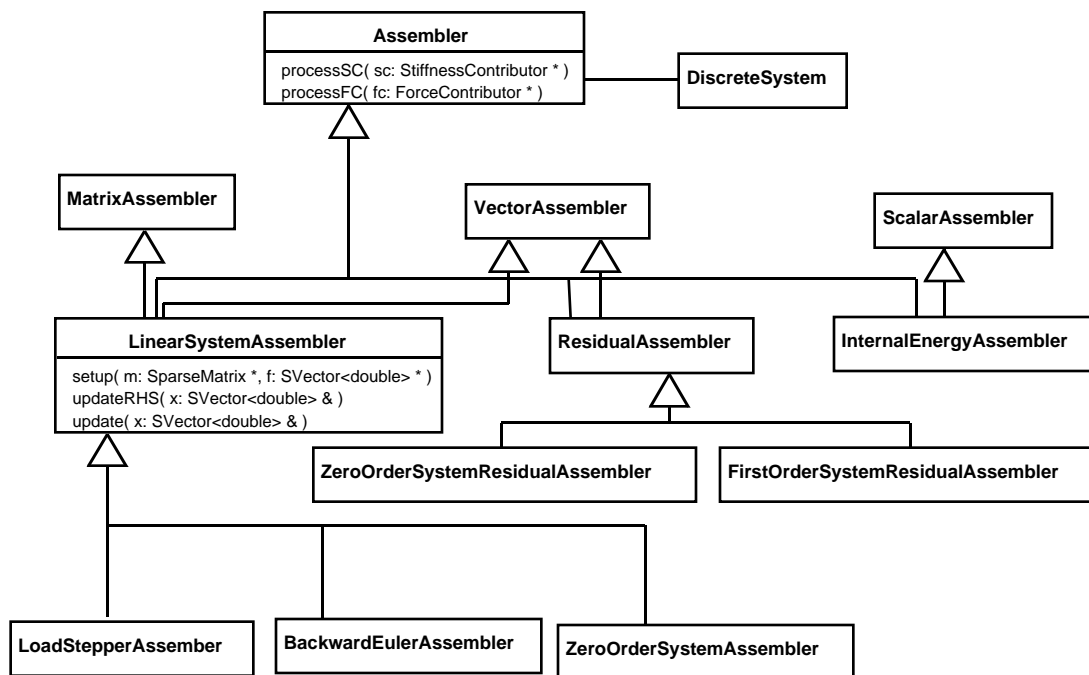 Assembler
processSC( sc: StiffnessContributor * )
processFC( fc: ForceContributor * )
DiscreteSystem
MatrixAssembler
VectorAssembler
ScalarAssembler
LinearSystemAssembler
setup( m: SparseMatrix *, f: SVector<double> * )
updateRHS( x: SVector<double> & )
update( x: SVector<double> & )
ResidualAssembler
InternalEnergyAssembler
ZeroOrderSystemResidualAssembler
FirstOrderSystemResidualAssembler
LoadStepperAssember
BackwardEulerAssembler
ZeroOrderSystemAssembler